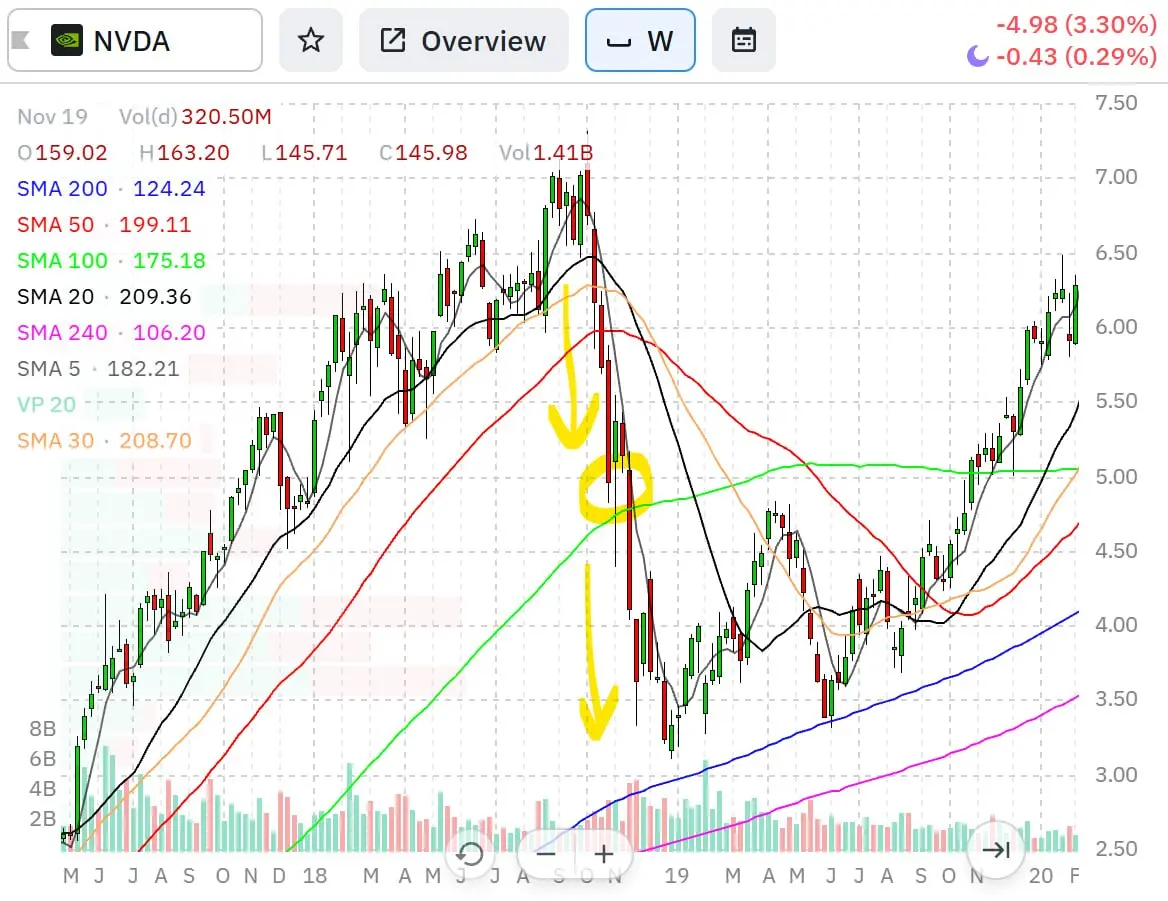 NVDA Overview W -4.98 (3.30%)
-0.43 (0.29%)
Nov 19 Vol(d) 320.50M
O159.02 H163.20 L145.71 C145.98 Vol1.41B
SMA 200 · 124.24
SMA 50 · 199.11
SMA 100 · 175.18
SMA 20 · 209.36
SMA 240 · 106.20
SMA 5 · 182.21
VP 20
SMA 30 · 208.70
7.50
7.00
6.50
6.00
5.50
5.00
4.50
4.00
3.50
3.00
2.50
8B
6B
4B
2B
M J J A S O N D 18 M A M J J A S O N 19 M A M J J A S O N 20 F